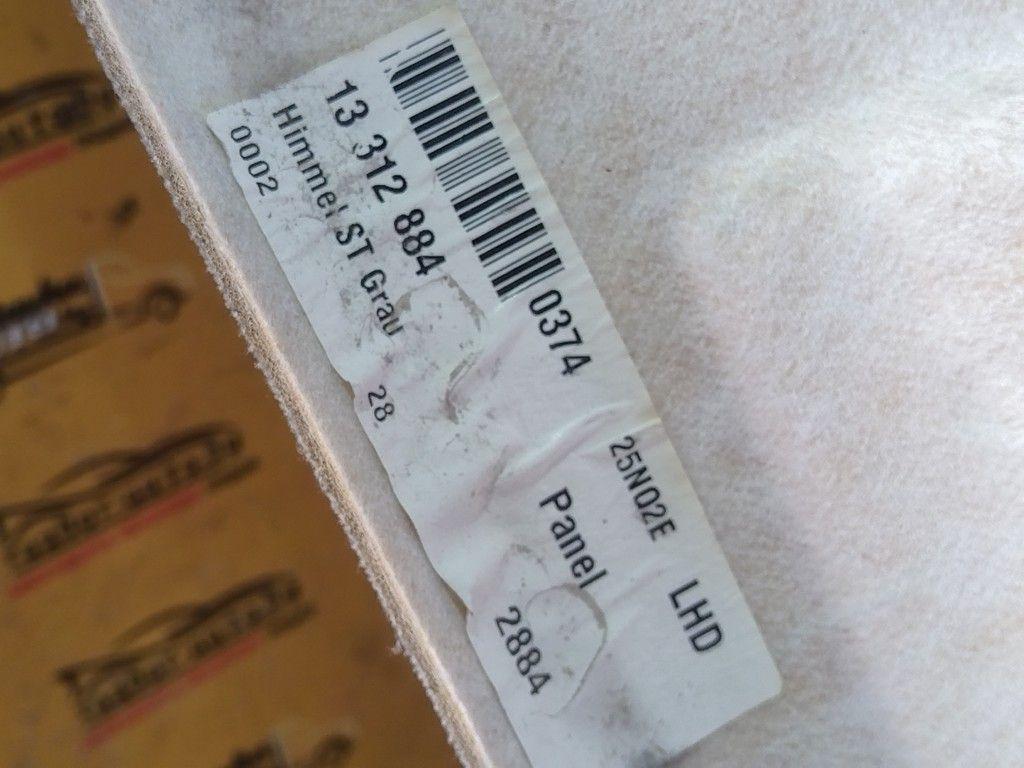 13 312 884 0374
Himmel ST Grau 28
0002
25N02E LHD
Panel
2884